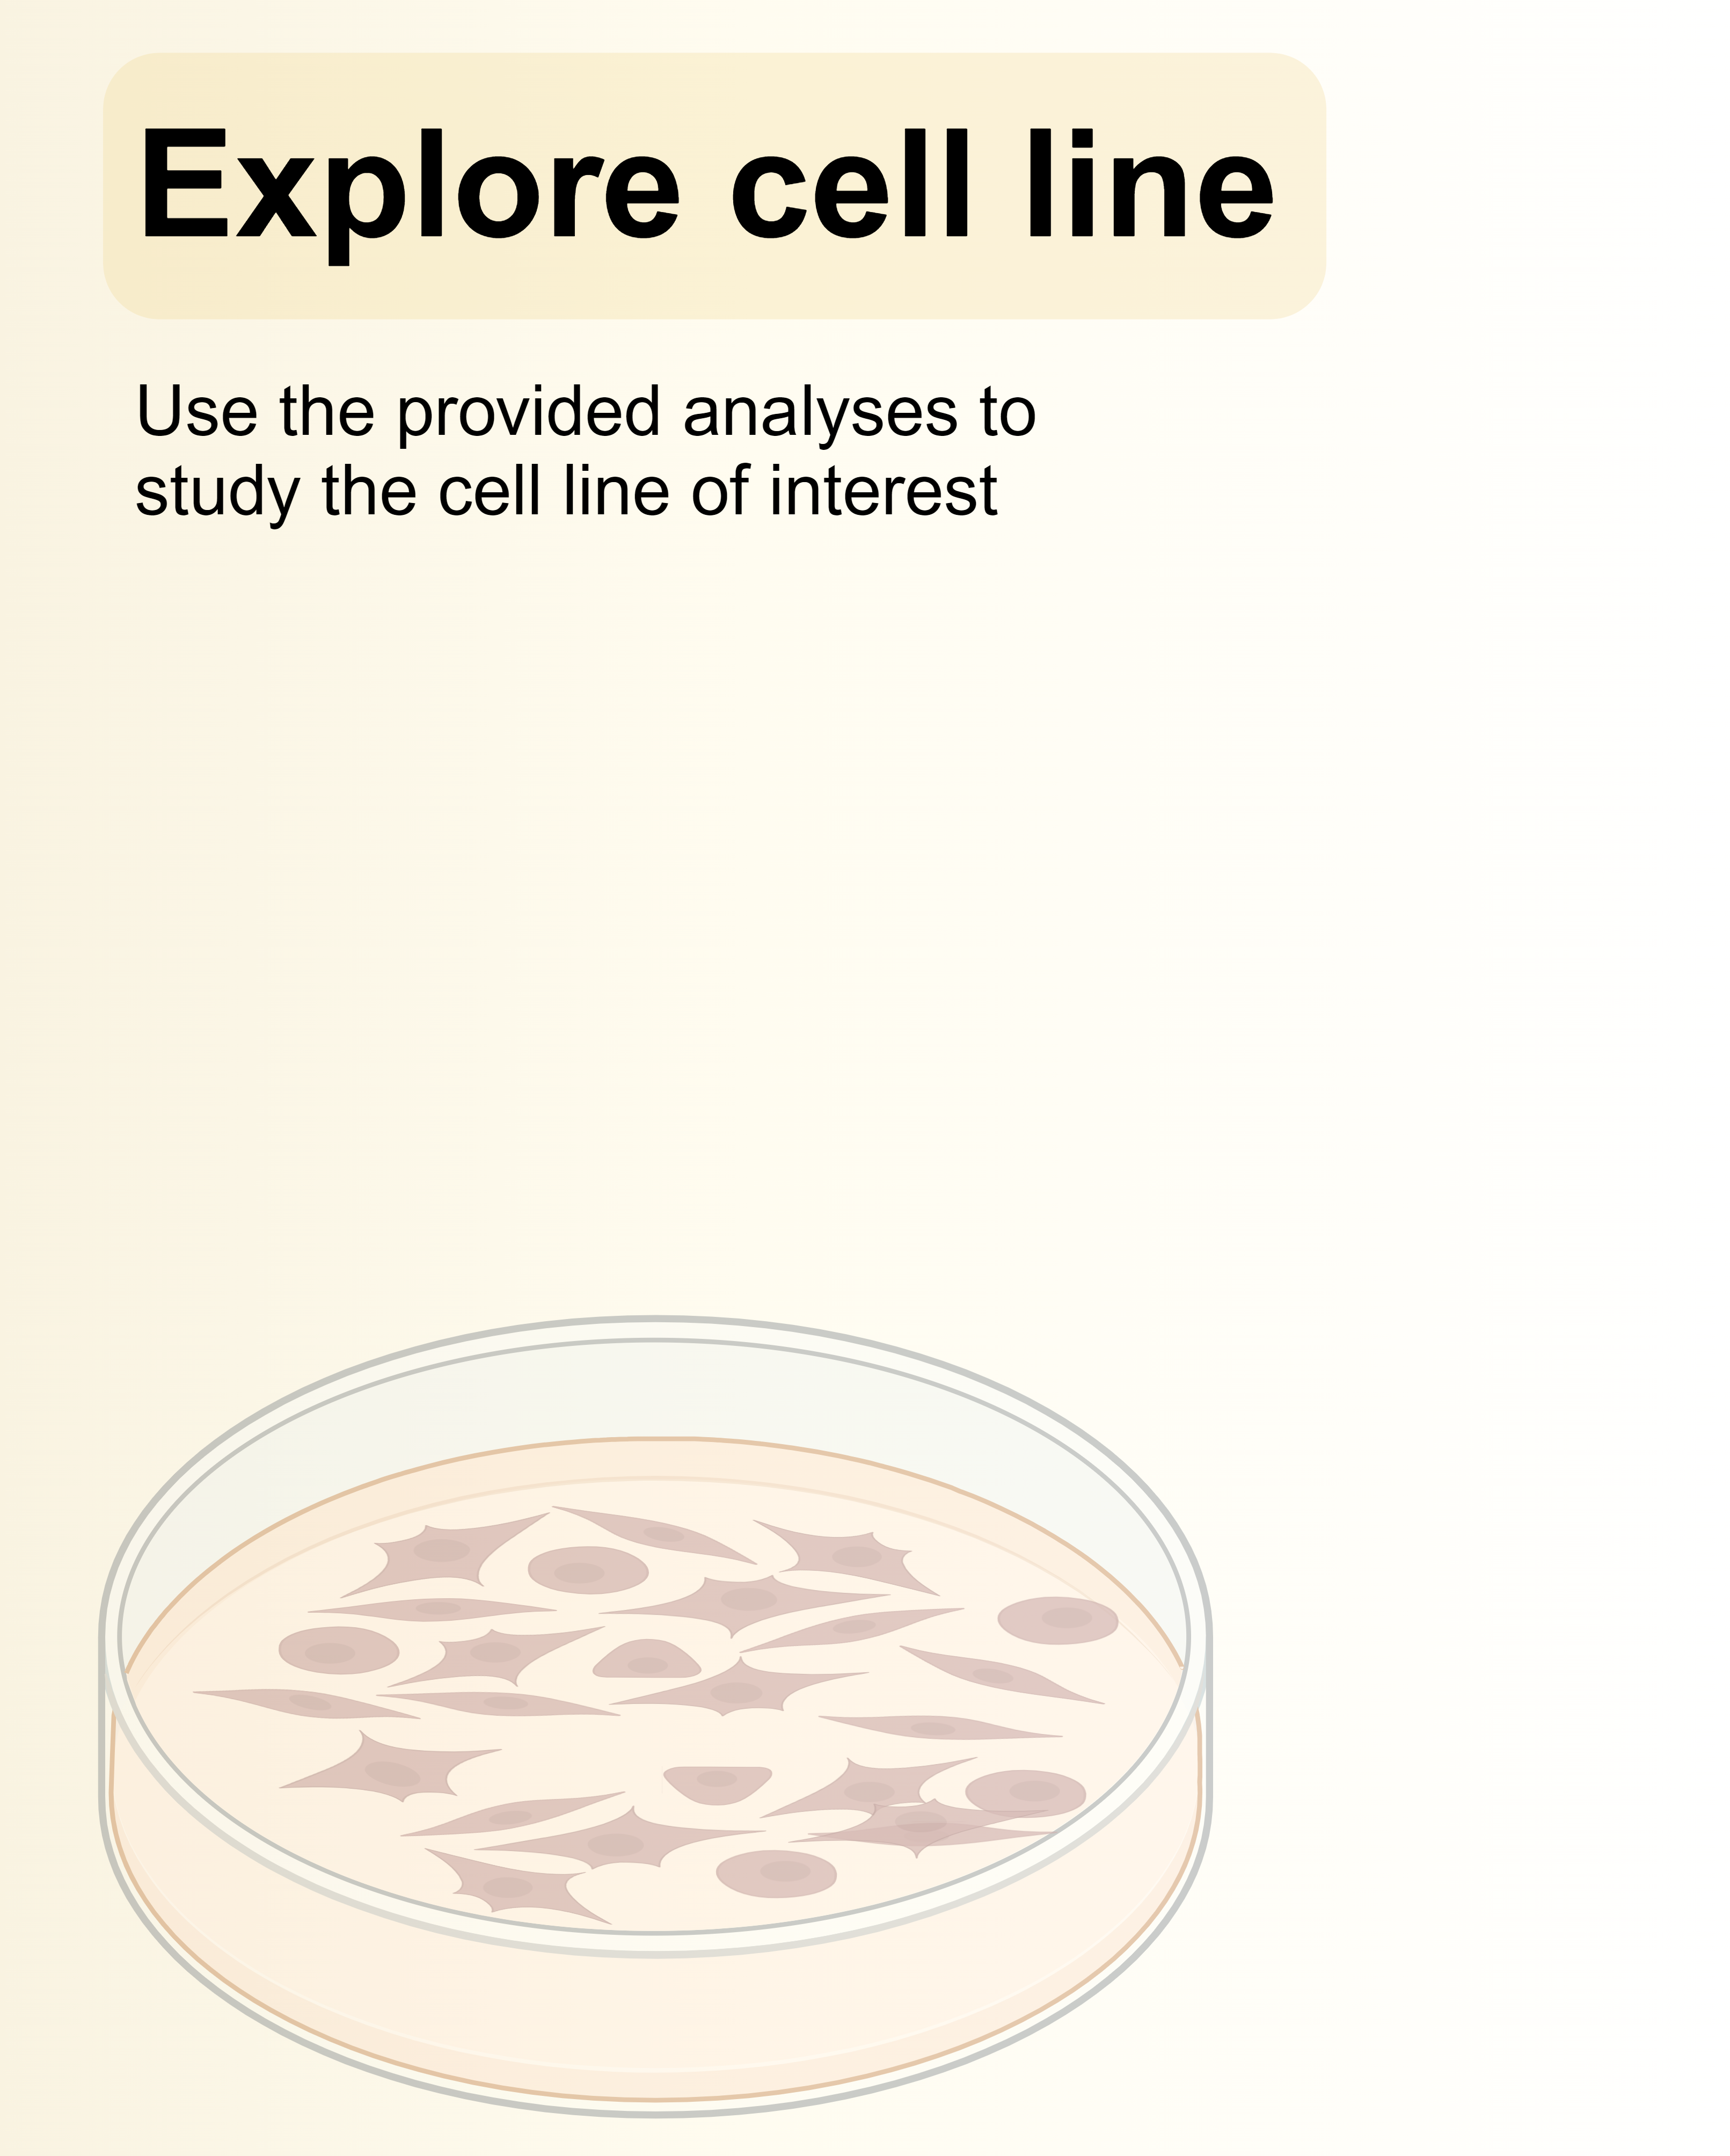 Explore cell line
Use the provided analyses to
study the cell line of interest